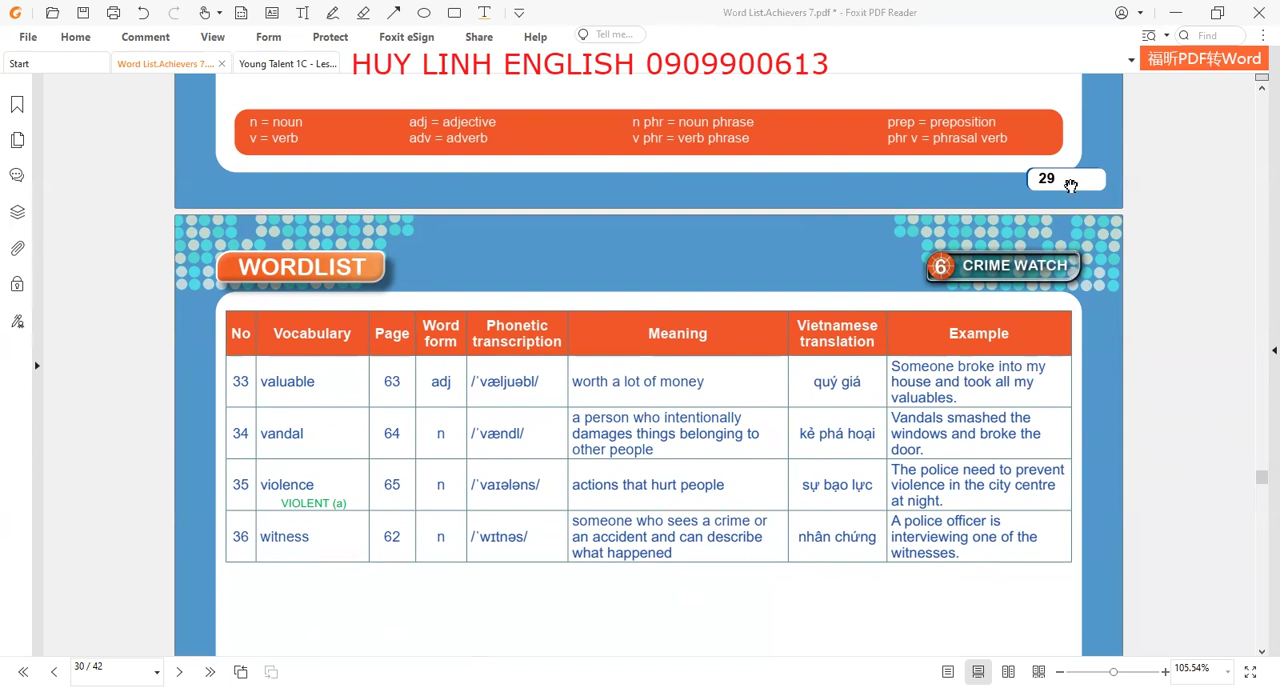 Word List.Achievers 7.pdf * - Foxit PDF Reader
File Home Comment View Form Protect Foxit eSign Share Help Tell me... Find
Start Word List.Achievers 7.... Young Talent 1C - Les...
HUY LINH ENGLISH 0909900613
福昕PDF转Word
n = noun adj = adjective n phr = noun phrase prep = preposition
v = verb adv = adverb v phr = verb phrase phr v = phrasal verb
29
WORDLIST
6 CRIME WATCH
No Vocabulary Page Word form Phonetic transcription Meaning Vietnamese translation Example
33 valuable 63 adj /ˈvæljuəbl/ worth a lot of money quý giá Someone broke into my house and took all my valuables.
34 vandal 64 n /ˈvændl/ a person who intentionally damages things belonging to other people kẻ phá hoại Vandals smashed the windows and broke the door.
35 violence 65 n /ˈvaɪələns/ actions that hurt people sự bạo lực The police need to prevent violence in the city centre at night.
VIOLENT (a)
36 witness 62 n /ˈwɪtnəs/ someone who sees a crime or an accident and can describe what happened nhân chứng A police officer is interviewing one of the witnesses.
30 / 42
105.54%